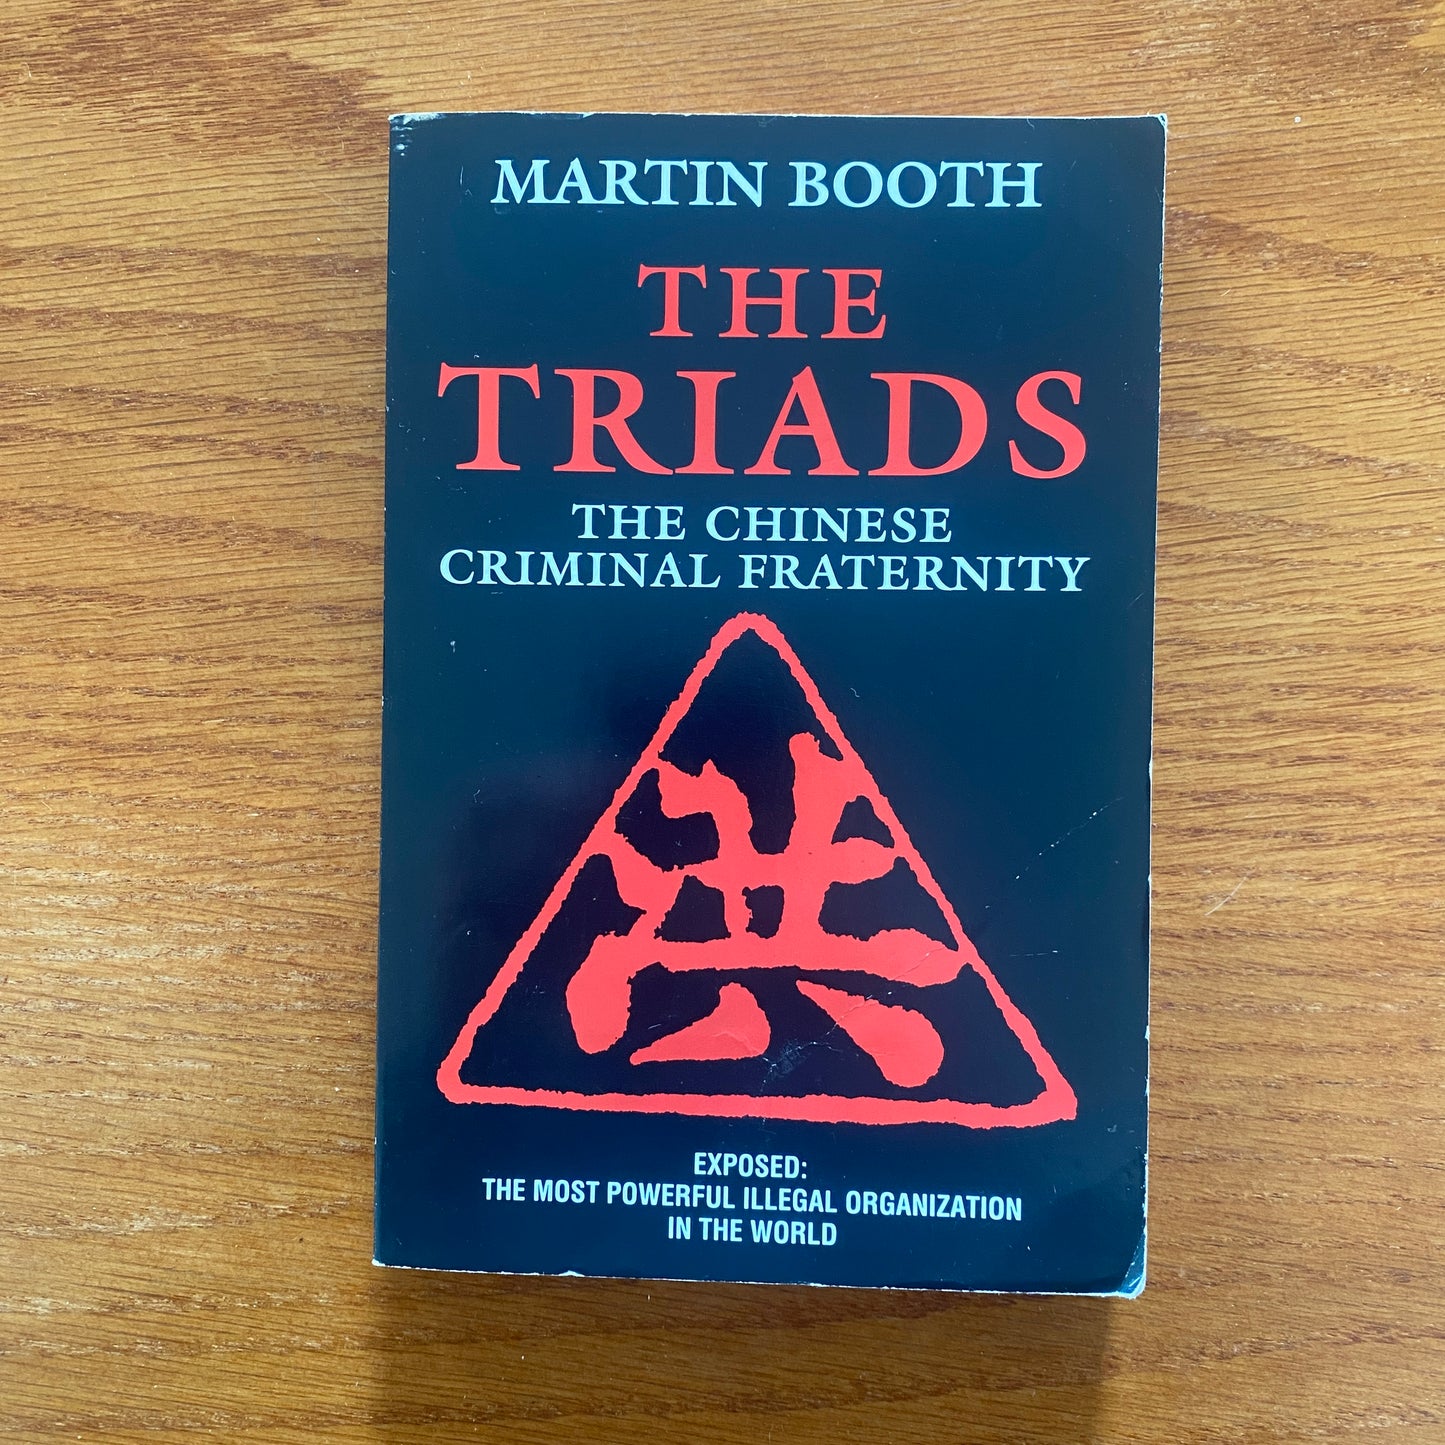 MARTIN BOOTH
THE
TRIADS
THE CHINESE
CRIMINAL FRATERNITY
洪
EXPOSED:
THE MOST POWERFUL ILLEGAL ORGANIZATION
IN THE WORLD